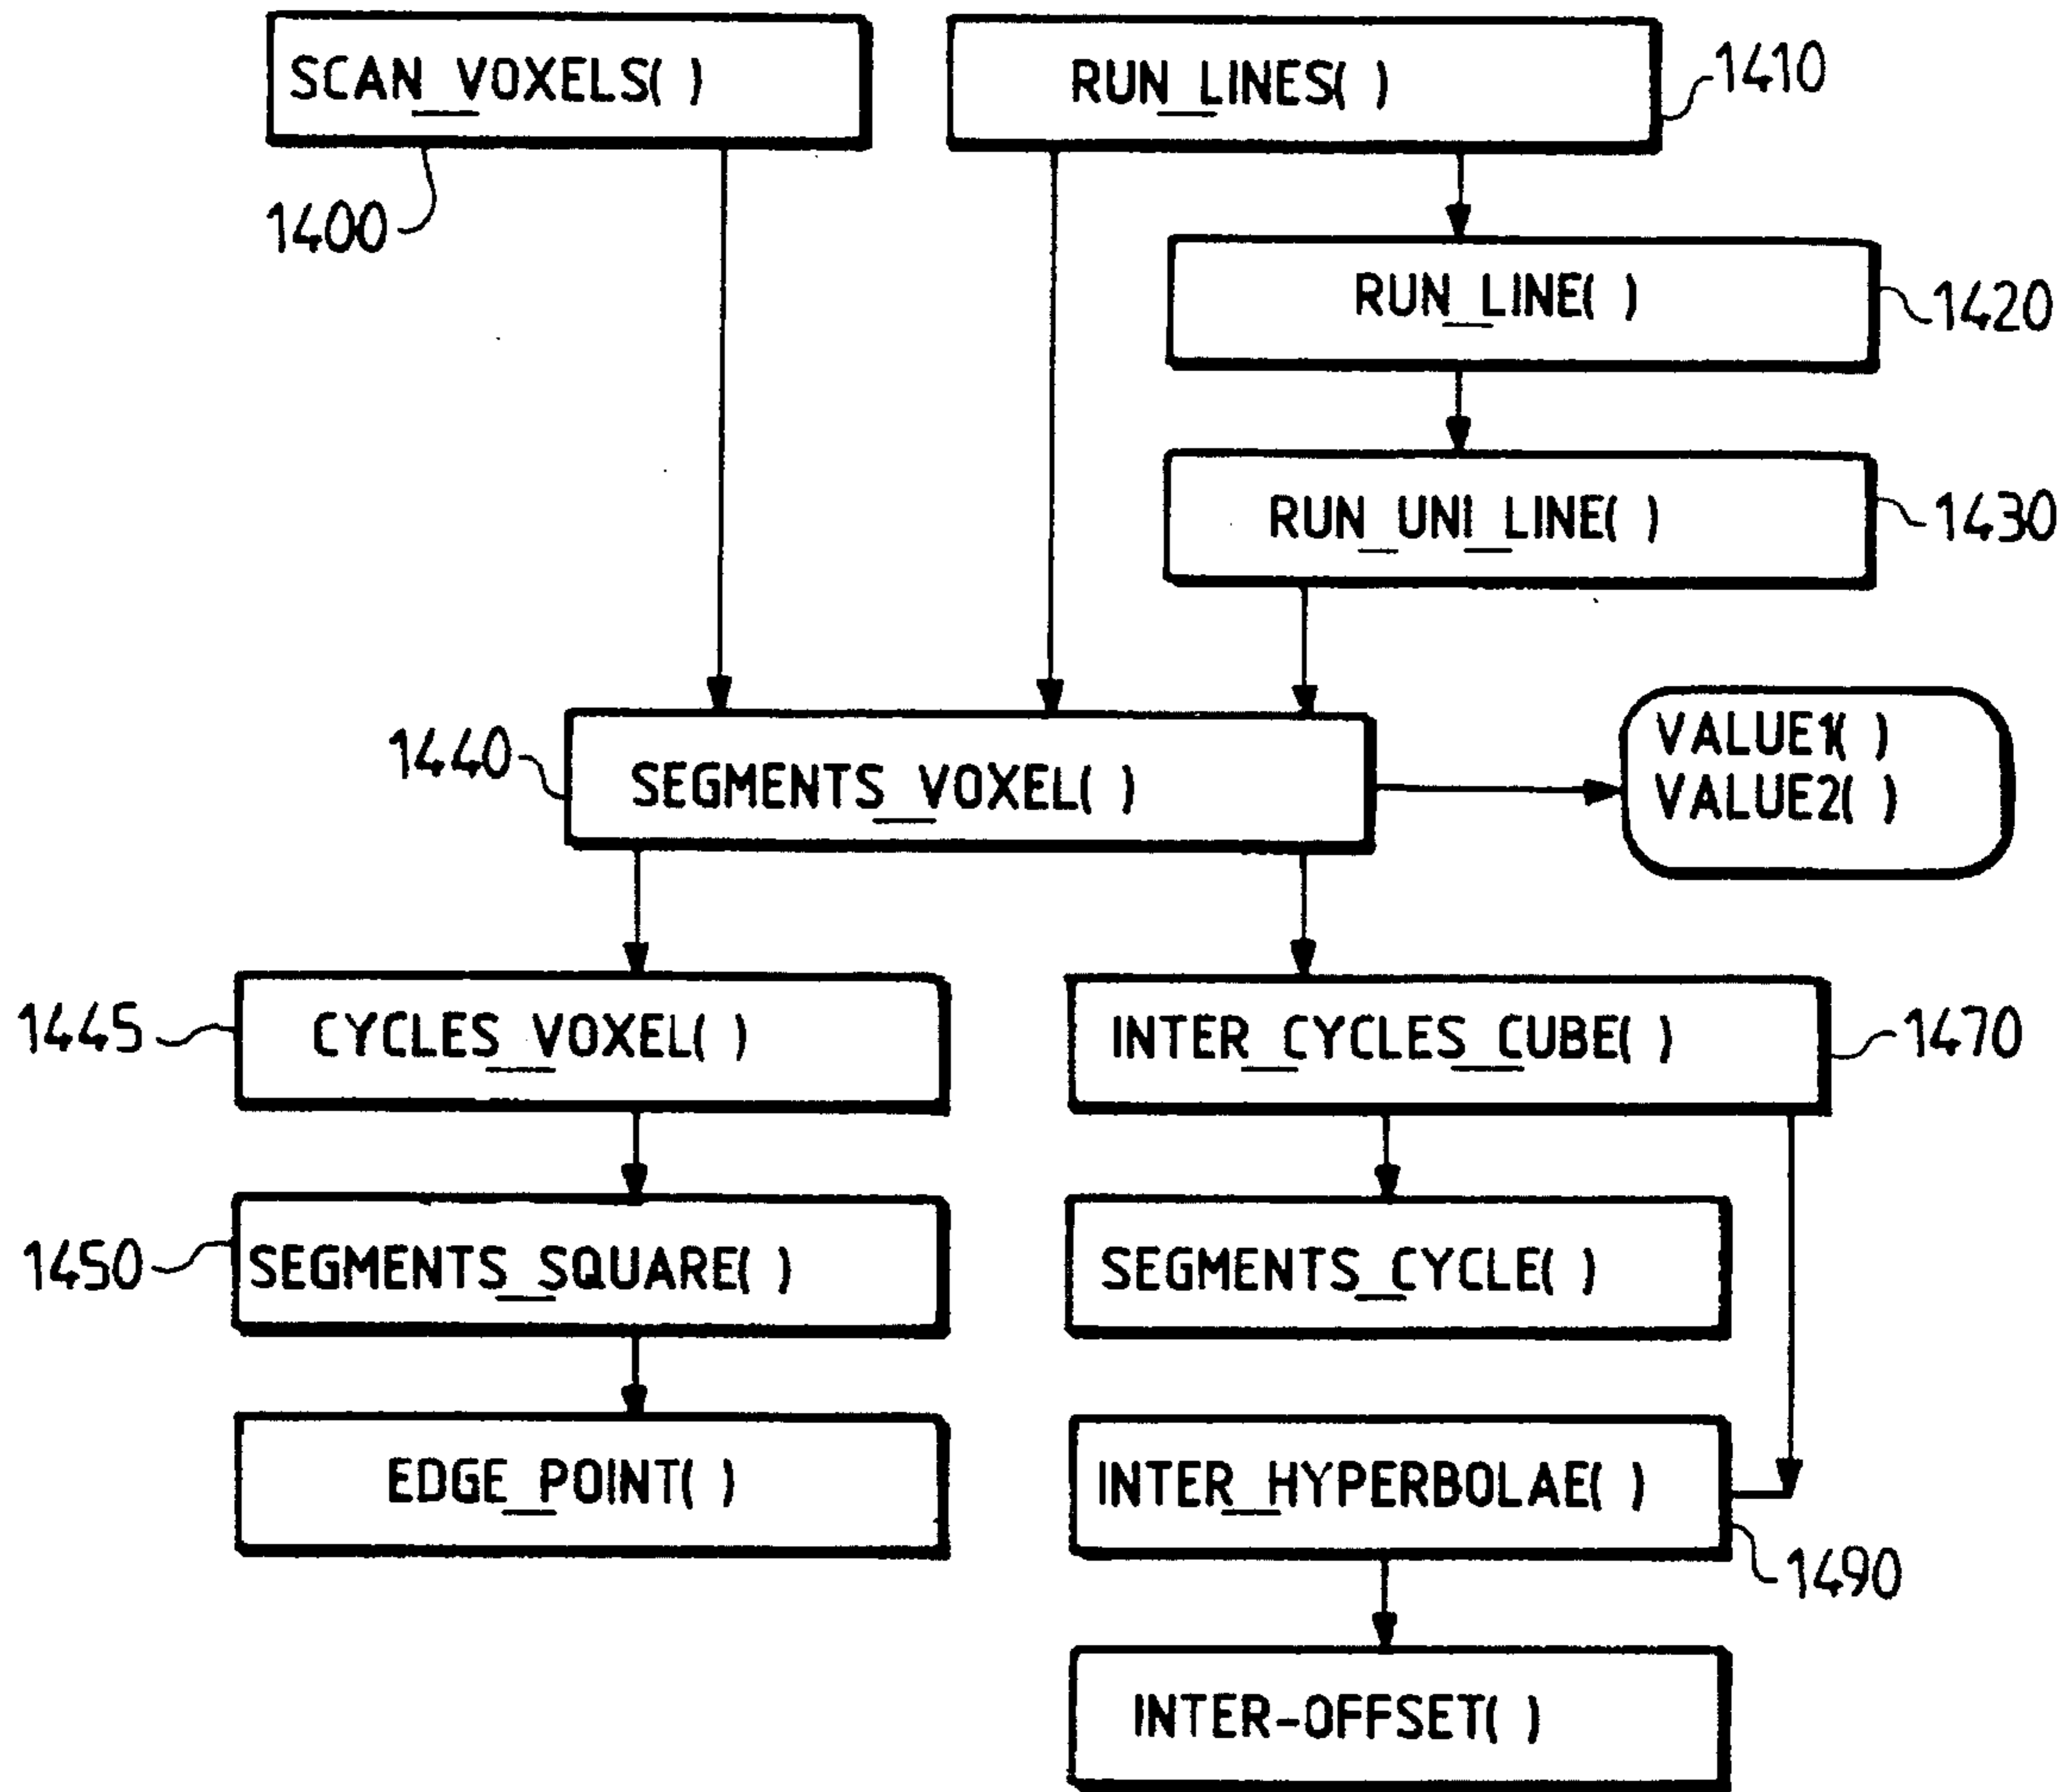 SCAN_VOXELS( )
RUN_LINES( )
1410
1400
RUN_LINE( )
1420
RUN_UNI_LINE( )
1430
1440
SEGMENTS_VOXEL( )
VALUE1( )
VALUE2( )
1445
CYCLES_VOXEL( )
INTER_CYCLES_CUBE( )
1470
1450
SEGMENTS_SQUARE( )
SEGMENTS_CYCLE( )
EDGE_POINT( )
INTER_HYPERBOLAE( )
1490
INTER-OFFSET( )